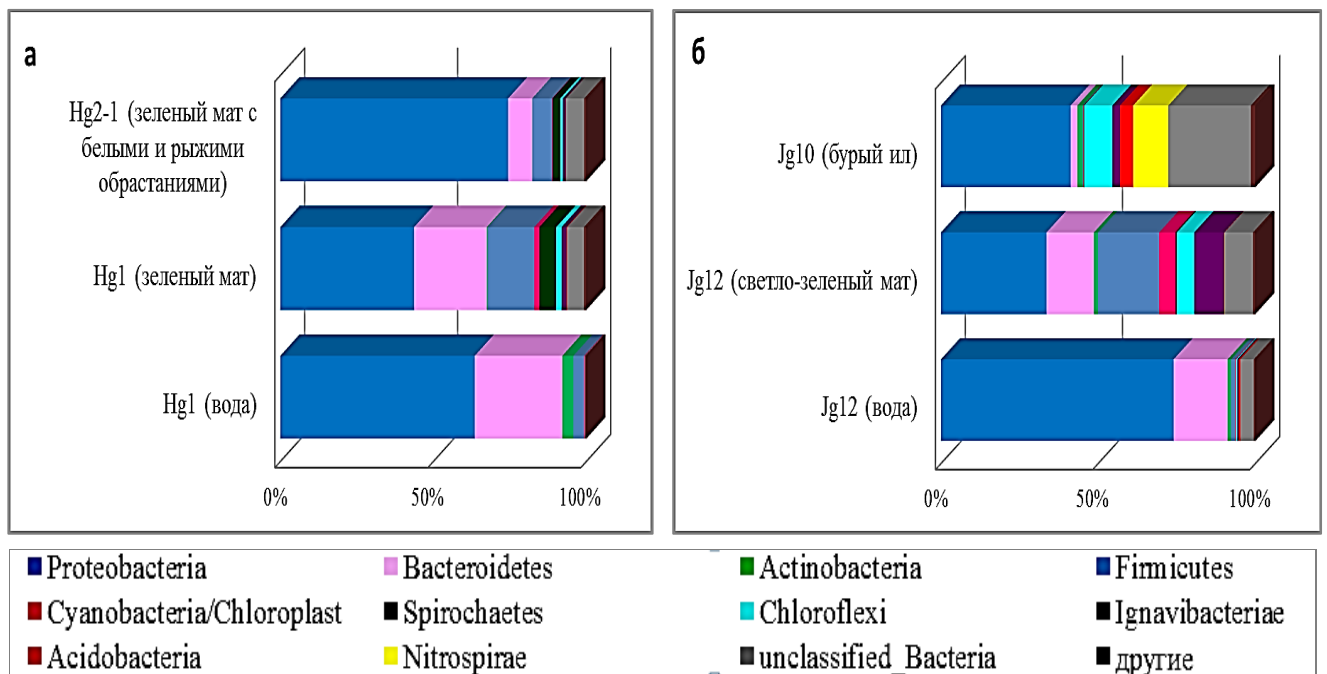 а
Hg2-1 (зеленый мат с
белыми и рыжими
обрастаниями)
Hg1 (зеленый мат)
Hg1 (вода)
0% 50% 100%
б
Jg10 (бурый ил)
Jg12 (светло-зеленый мат)
Jg12 (вода)
0% 50% 100%
Proteobacteria Bacteroidetes Actinobacteria Firmicutes
Cyanobacteria/Chloroplast Spirochaetes Chloroflexi Ignavibacteriae
Acidobacteria Nitrospirae unclassified_Bacteria другие